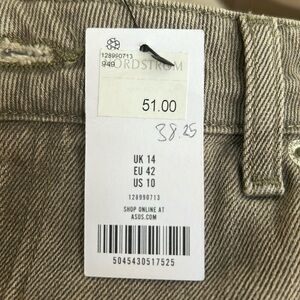 128990713
949
NORDSTROM
51.00
38.25
UK 14
EU 42
US 10
128990713
SHOP ONLINE AT
ASOS.COM
5045430517525